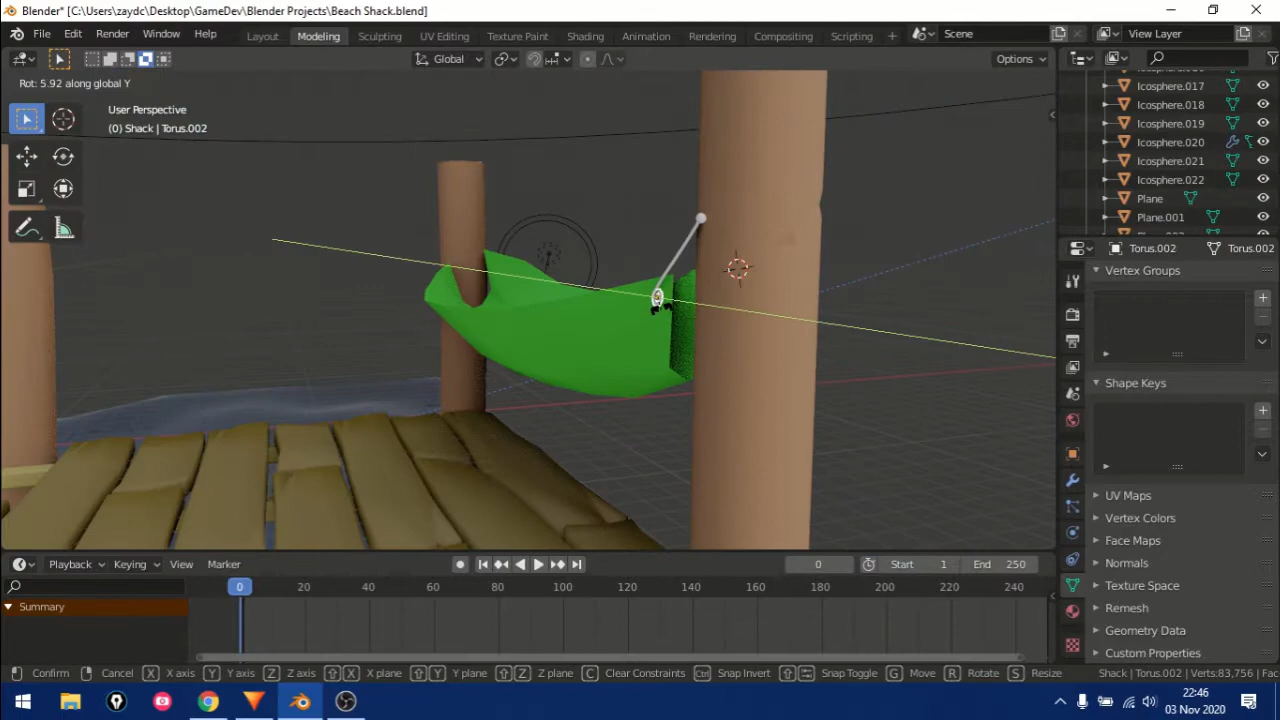 Blender* [C:\Users\zaydc\Desktop\GameDev\Blender Projects\Beach Shack.blend]
File Edit Render Window Help Layout Modeling Sculpting UV Editing Texture Paint Shading Animation Rendering Compositing Scripting + Scene View Layer
Global Options
Rot: 5.92 along global Y
User Perspective
(0) Shack | Torus.002
Icosphere.017
Icosphere.018
Icosphere.019
Icosphere.020
Icosphere.021
Icosphere.022
Plane
Plane.001
Torus.002 Torus.002
Vertex Groups
Shape Keys
UV Maps
Vertex Colors
Face Maps
Normals
Texture Space
Remesh
Geometry Data
Custom Properties
Playback Keying View Marker 0 Start 1 End 250
0 20 40 60 80 100 120 140 160 180 200 220 240
Summary
Confirm Cancel X X axis Y Y axis Z Z axis X X plane Y Y plane Z Z plane C Clear Constraints Ctrl Snap Invert Snap Toggle G Move R Rotate S Resize Shack | Torus.002 | Verts:83,756 | Fac
22:46
03 Nov 2020